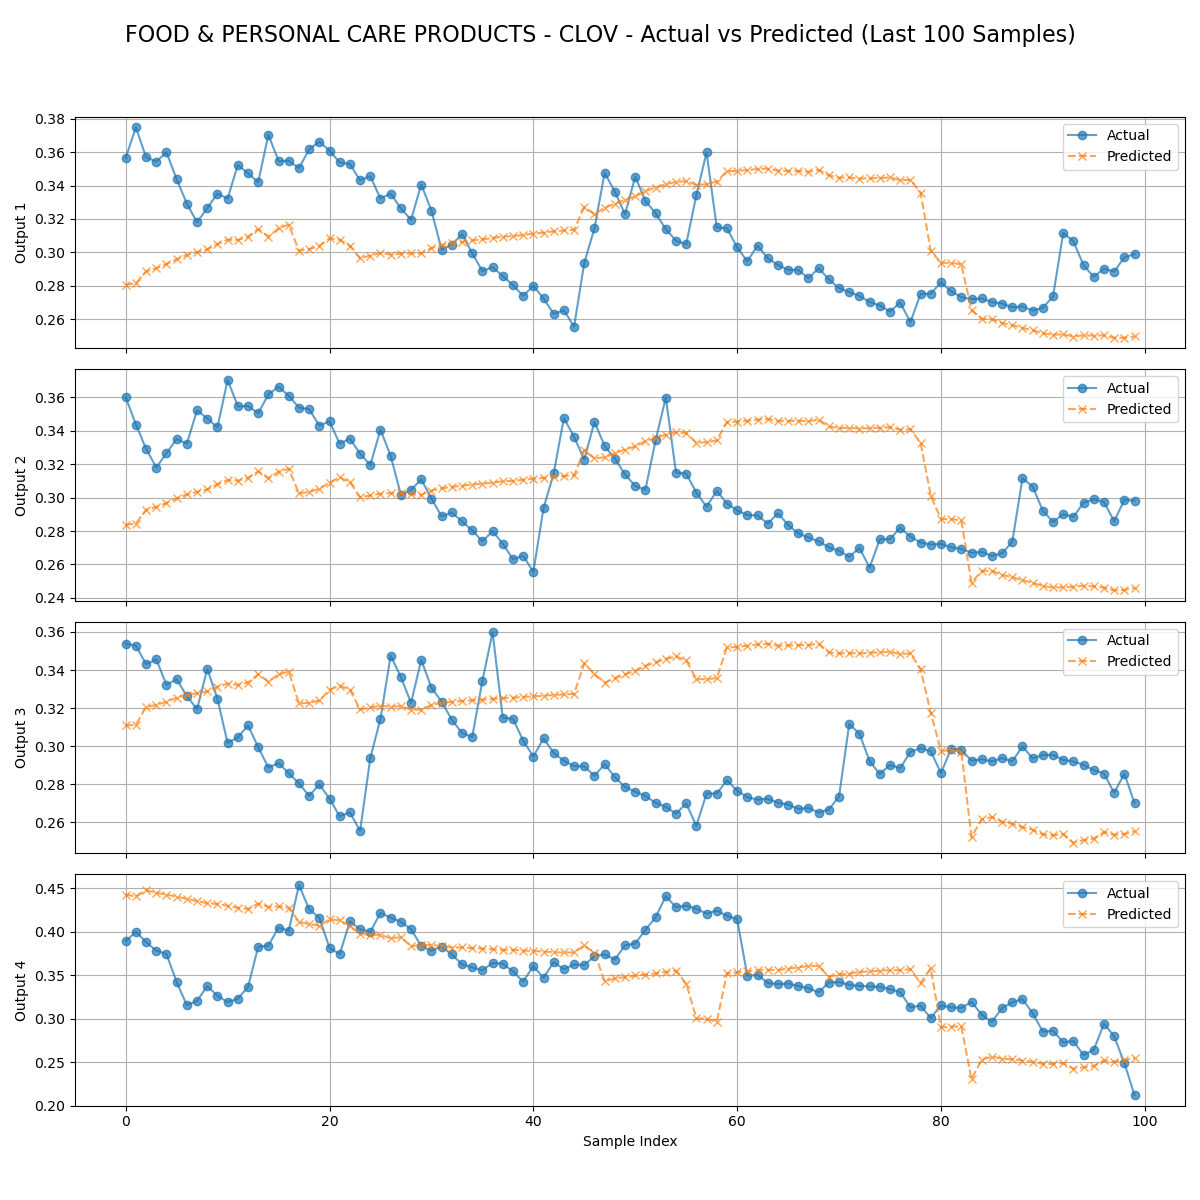 FOOD & PERSONAL CARE PRODUCTS - CLOV - Actual vs Predicted (Last 100 Samples)
0.38
0.36
0.34
0.32
0.30
0.28
0.26
Output 1
Actual
Predicted
0.36
0.34
0.32
0.30
0.28
0.26
0.24
Output 2
Actual
Predicted
0.36
0.34
0.32
0.30
0.28
0.26
Output 3
Actual
Predicted
0.45
0.40
0.35
0.30
0.25
0.20
Output 4
Actual
Predicted
0 20 40 60 80 100
Sample Index